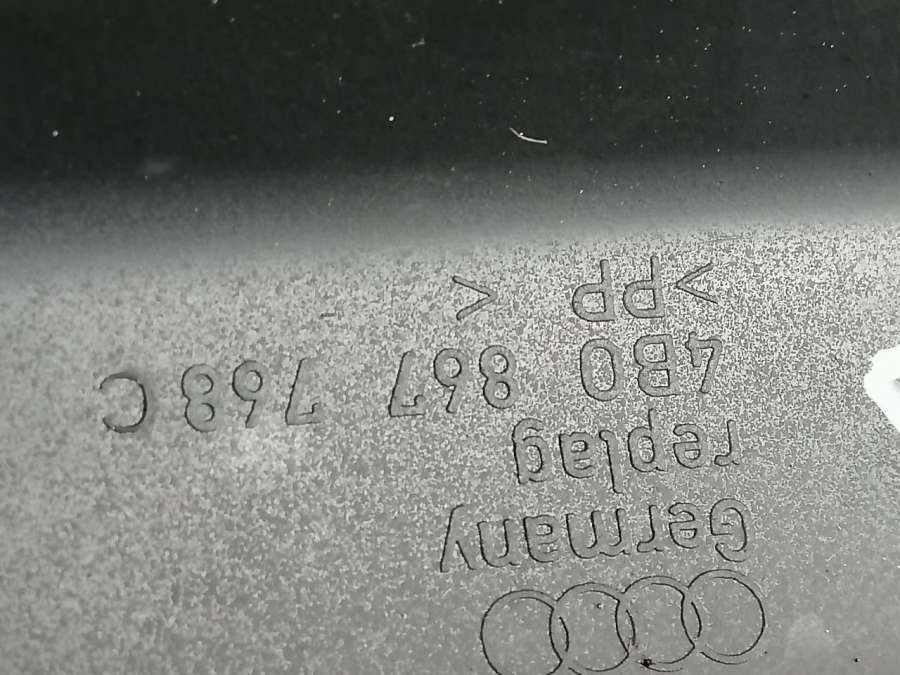 Germany
replag
4B0 867 768 C
>PP<